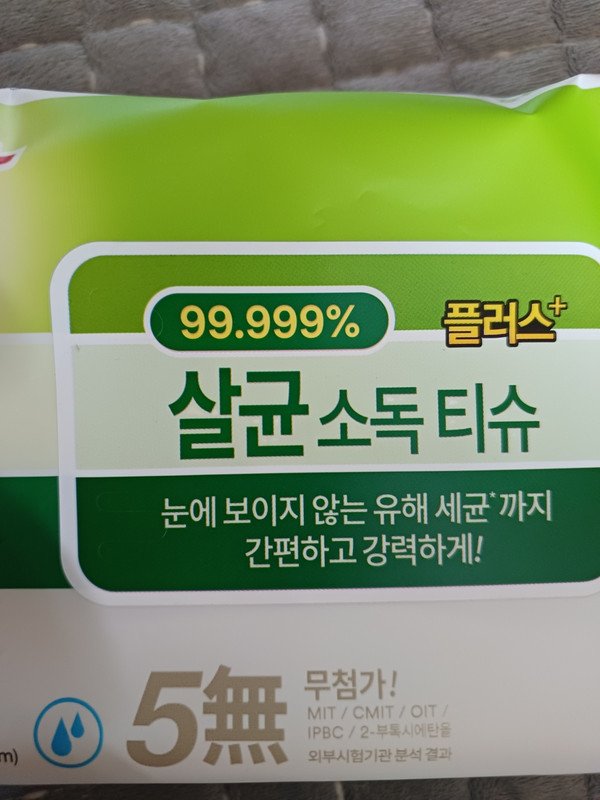 99.999%
플러스+
살균 소독 티슈
눈에 보이지 않는 유해 세균*까지
간편하고 강력하게!
5無
무첨가!
MIT / CMIT / OIT /
IPBC / 2-부톡시에탄올
외부시험기관 분석 결과
m)